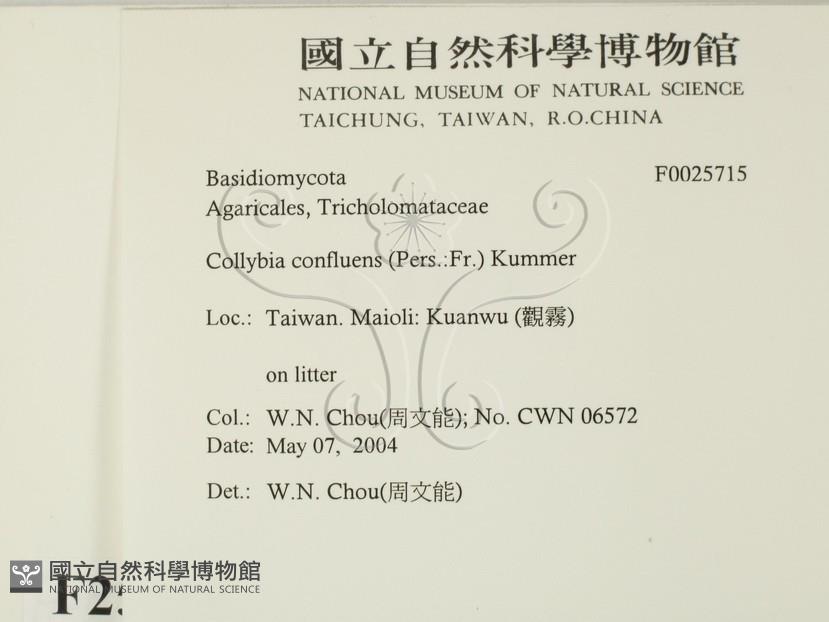 國立自然科學博物館
NATIONAL MUSEUM OF NATURAL SCIENCE
TAICHUNG, TAIWAN, R.O.CHINA
Basidiomycota F0025715
Agaricales, Tricholomataceae
Collybia confluens (Pers.:Fr.) Kummer
Loc.: Taiwan. Maioli: Kuanwu (觀霧)
on litter
Col.: W.N. Chou(周文能); No. CWN 06572
Date: May 07, 2004
Det.: W.N. Chou(周文能)
國立自然科學博物館
NATIONAL MUSEUM OF NATURAL SCIENCE